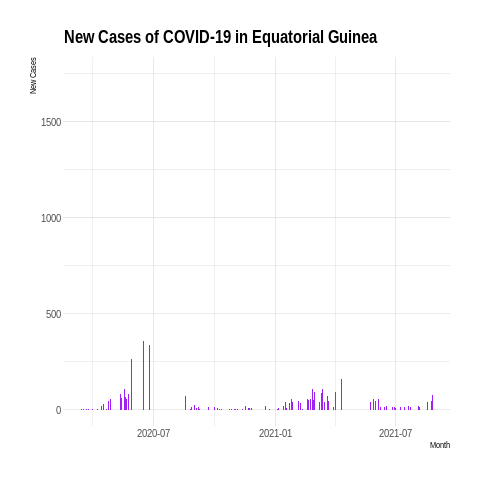 New Cases of COVID-19 in Equatorial Guinea
New Cases
1500
1000
500
0
2020-07 2021-01 2021-07
Month